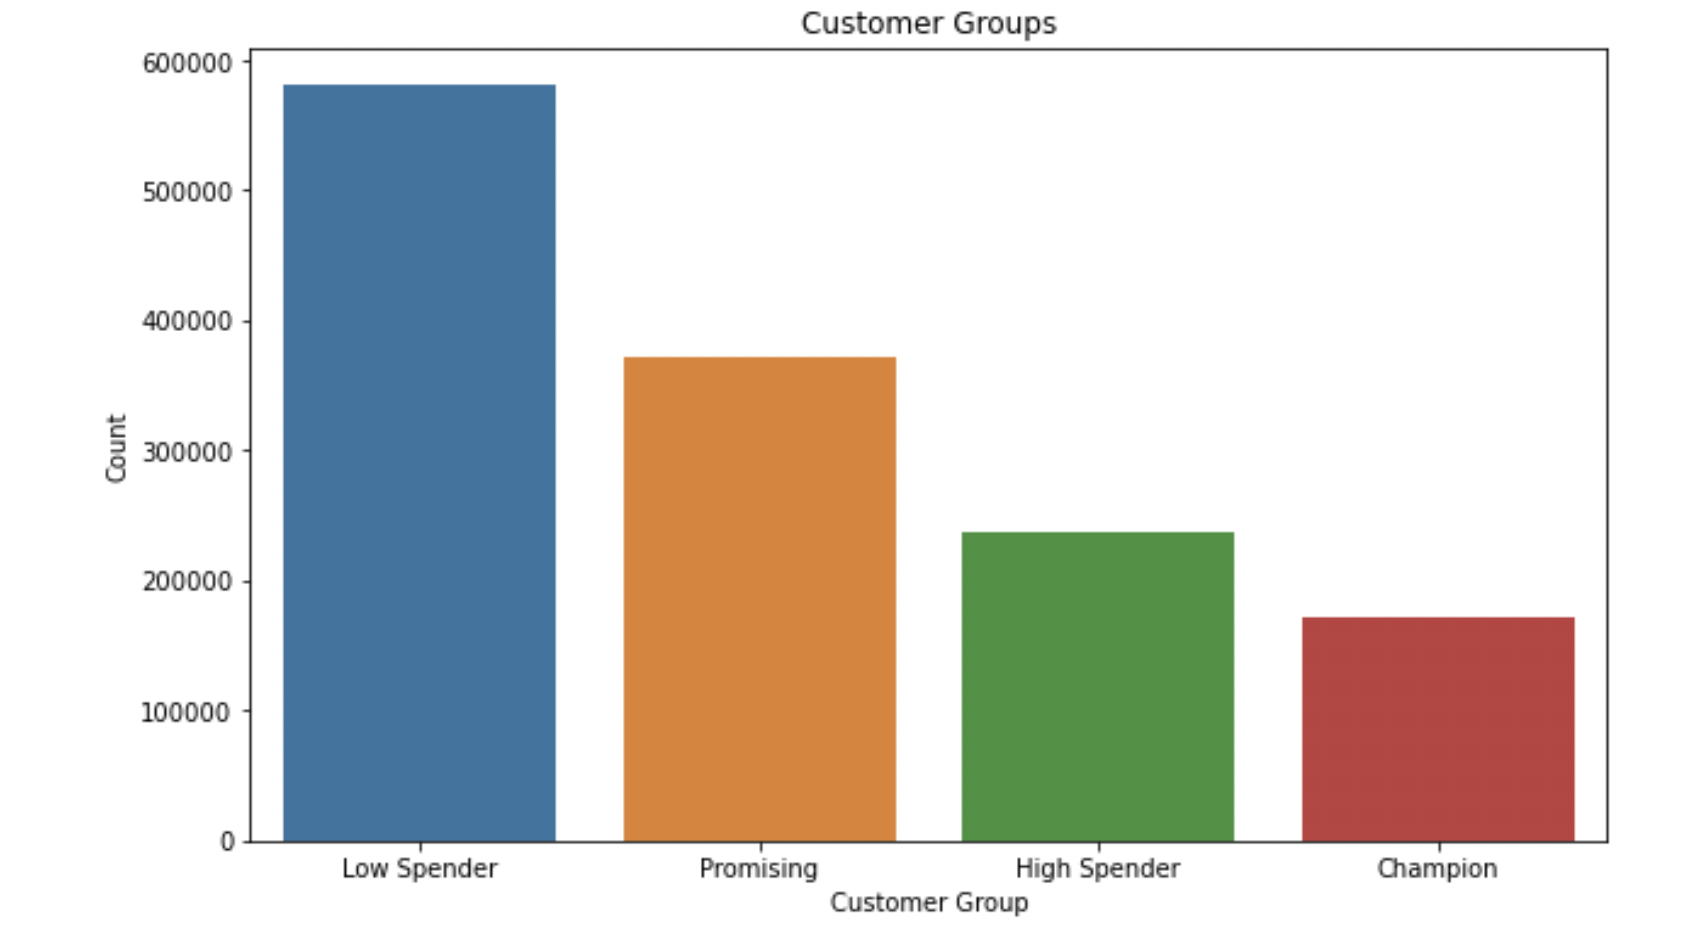 Customer Groups
600000
500000
400000
300000
200000
100000
0
Count
Low Spender
Promising
High Spender
Champion
Customer Group